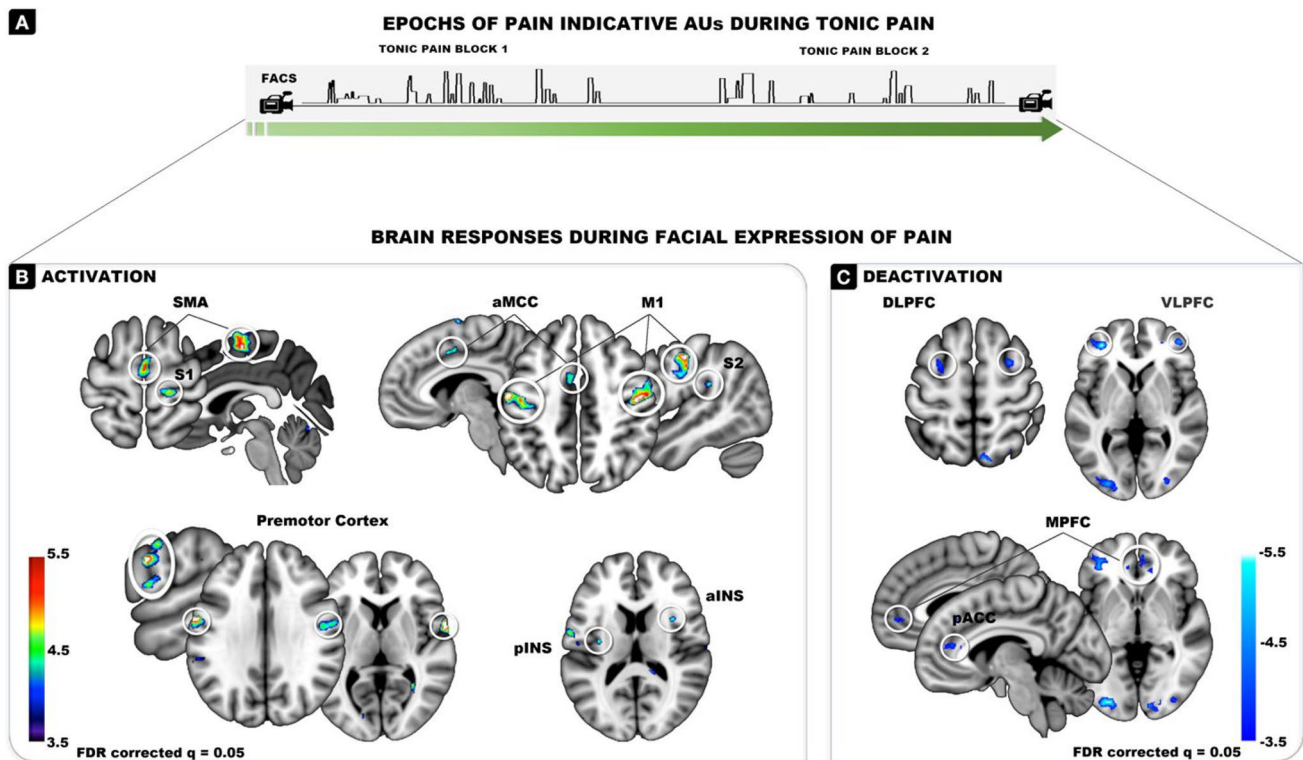 A
EPOCHS OF PAIN INDICATIVE AUs DURING TONIC PAIN
TONIC PAIN BLOCK 1
TONIC PAIN BLOCK 2
FACS
BRAIN RESPONSES DURING FACIAL EXPRESSION OF PAIN
B ACTIVATION
SMA
aMCC
M1
S1
S2
Premotor Cortex
5.5
4.5
3.5
aINS
pINS
FDR corrected q = 0.05
C DEACTIVATION
DLPFC
VLPFC
MPFC
pACC
-5.5
-4.5
-3.5
FDR corrected q = 0.05